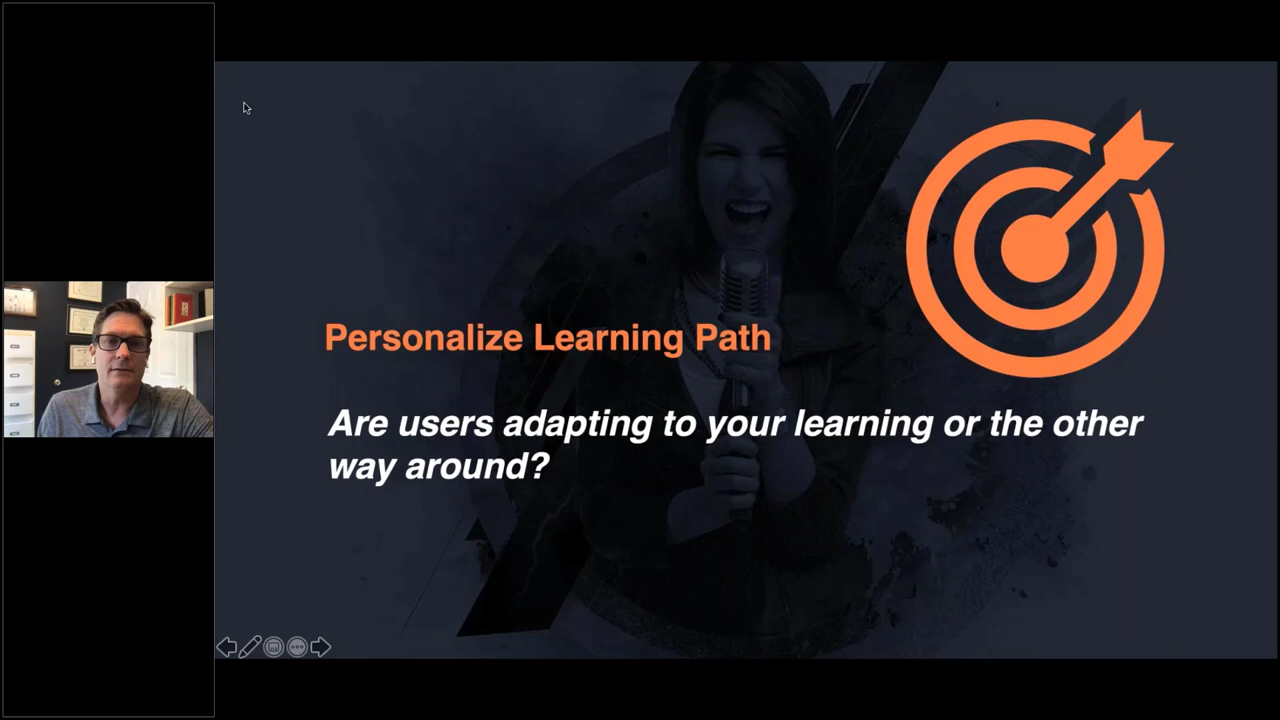 Personalize Learning Path
Are users adapting to your learning or the other
way around?